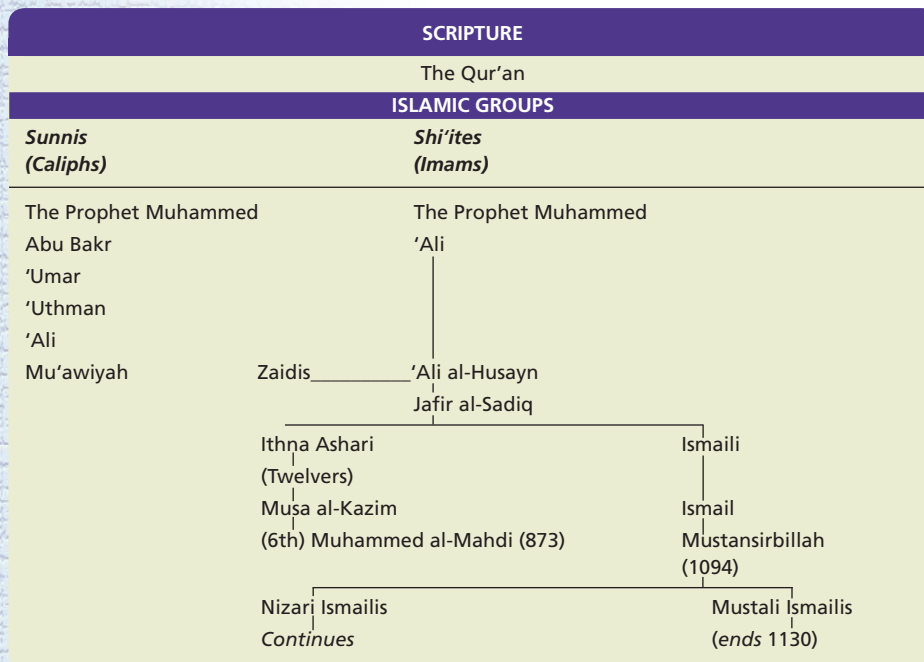 SCRIPTURE
The Qur’an
ISLAMIC GROUPS
Sunnis
(Caliphs)
Shi‘ites
(Imams)
The Prophet Muhammed
The Prophet Muhammed
Abu Bakr
‘Ali
‘Umar
‘Uthman
‘Ali
Mu‘awiyah
Zaidis__________‘Ali al-Husayn
Jafir al-Sadiq
Ithna Ashari
Ismaili
(Twelvers)
Musa al-Kazim
Ismail
(6th) Muhammed al-Mahdi (873)
Mustansirbillah
(1094)
Nizari Ismailis
Mustali Ismailis
Continues
(ends 1130)